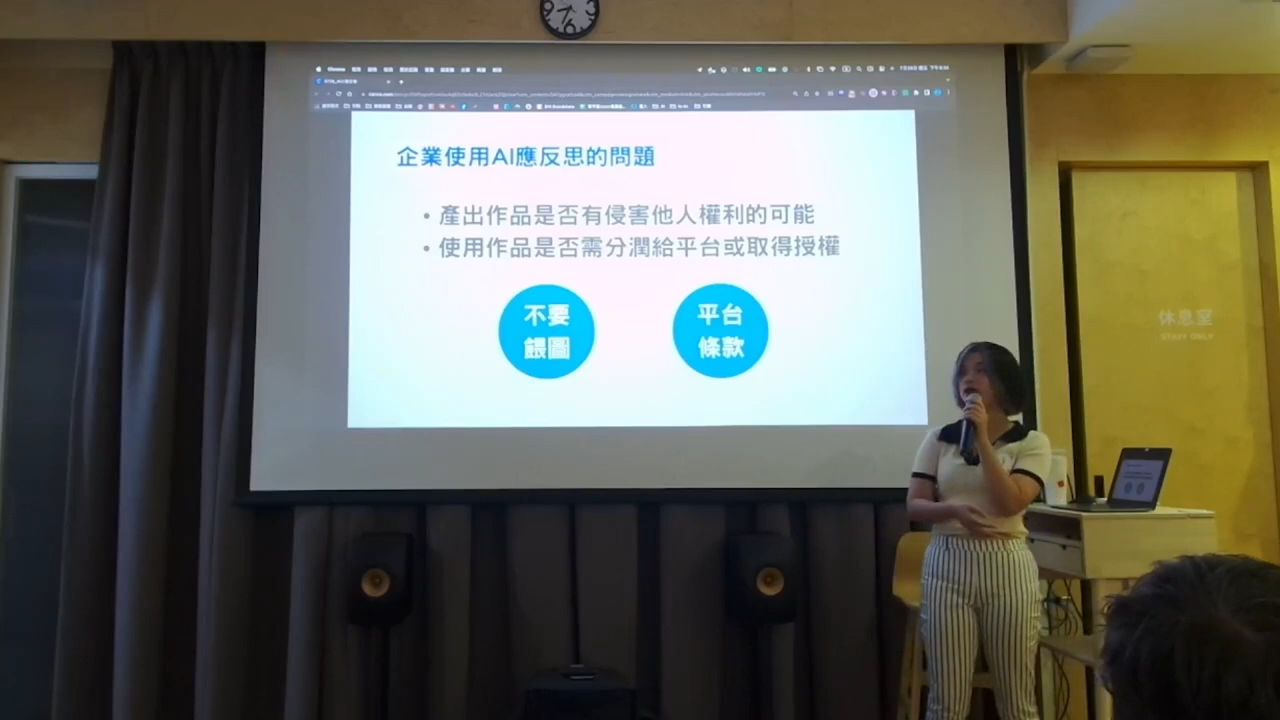 企業使用AI應反思的問題
• 產出作品是否有侵害他人權利的可能
• 使用作品是否需分潤給平台或取得授權
不要
餵圖
平台
條款
休息室
STAFF ONLY